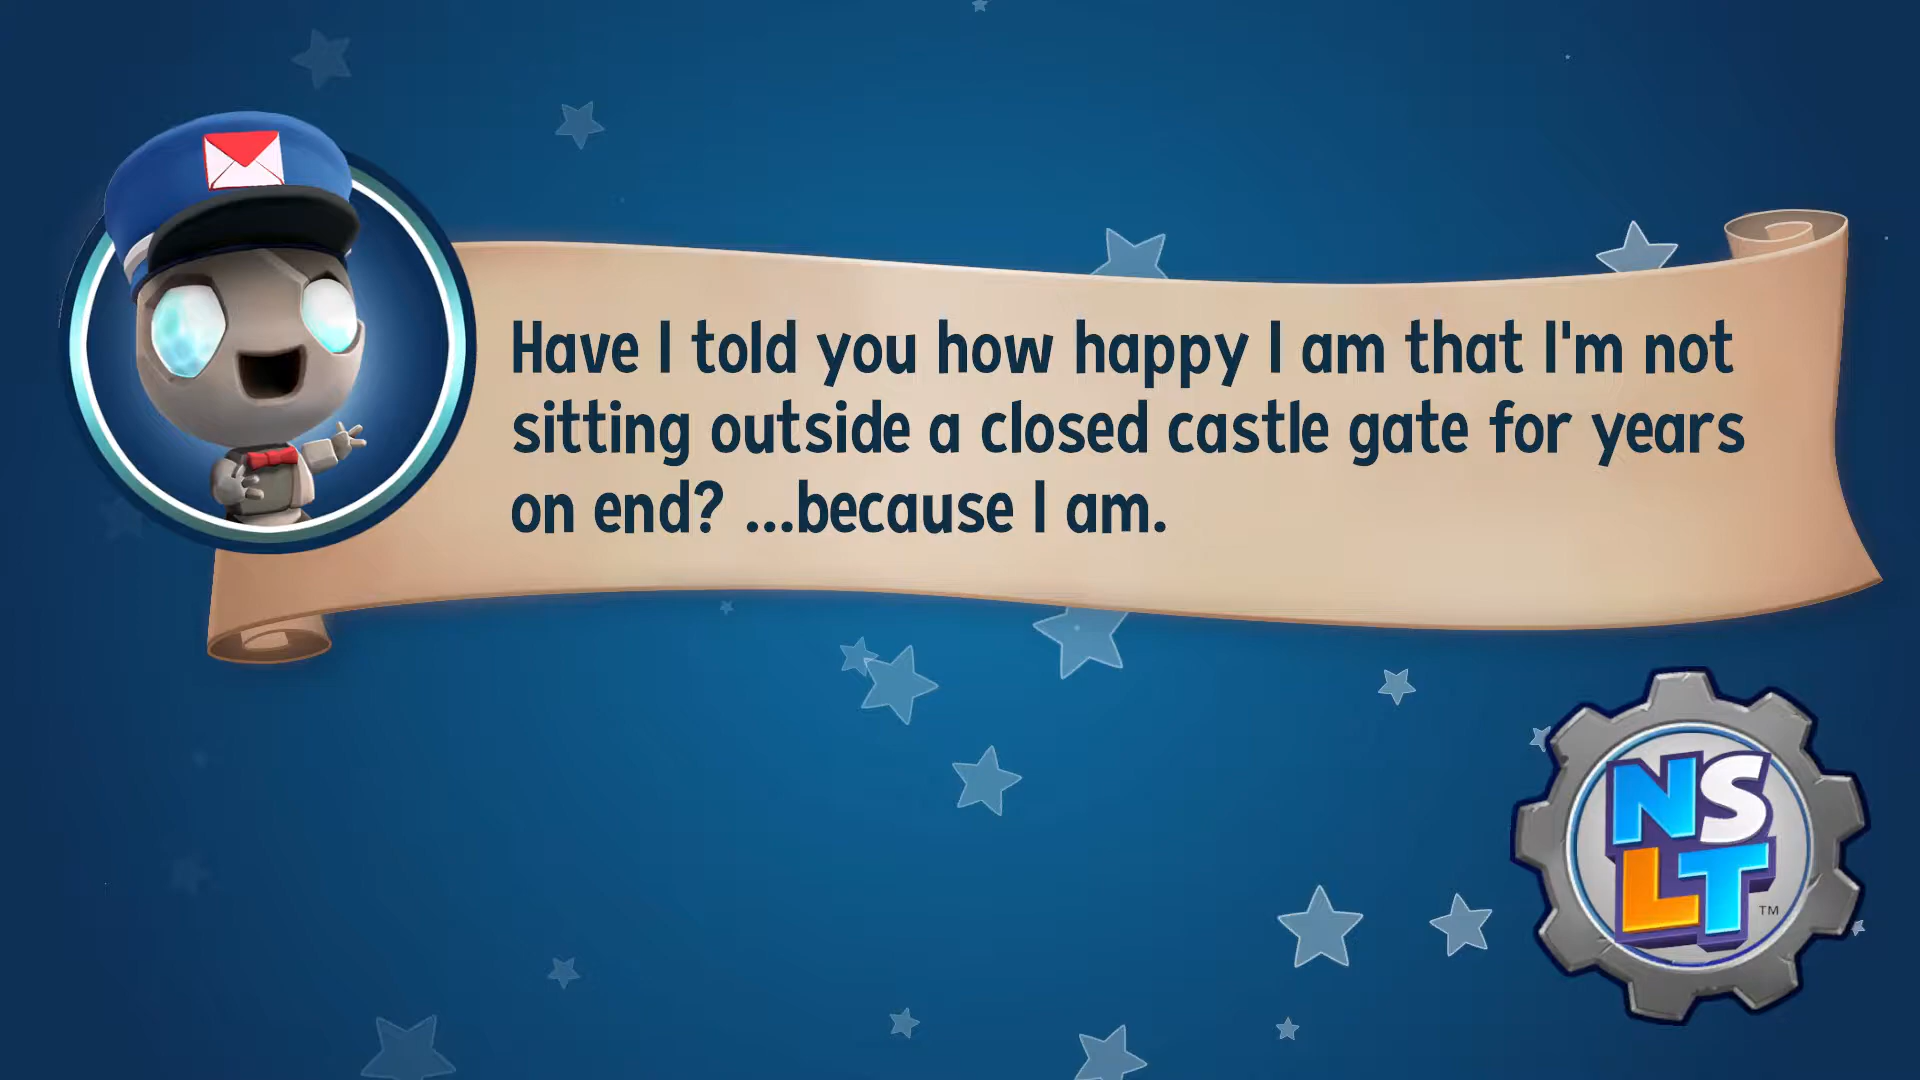 Have I told you how happy I am that I'm not
sitting outside a closed castle gate for years
on end? ...because I am.
NS
LT
TM